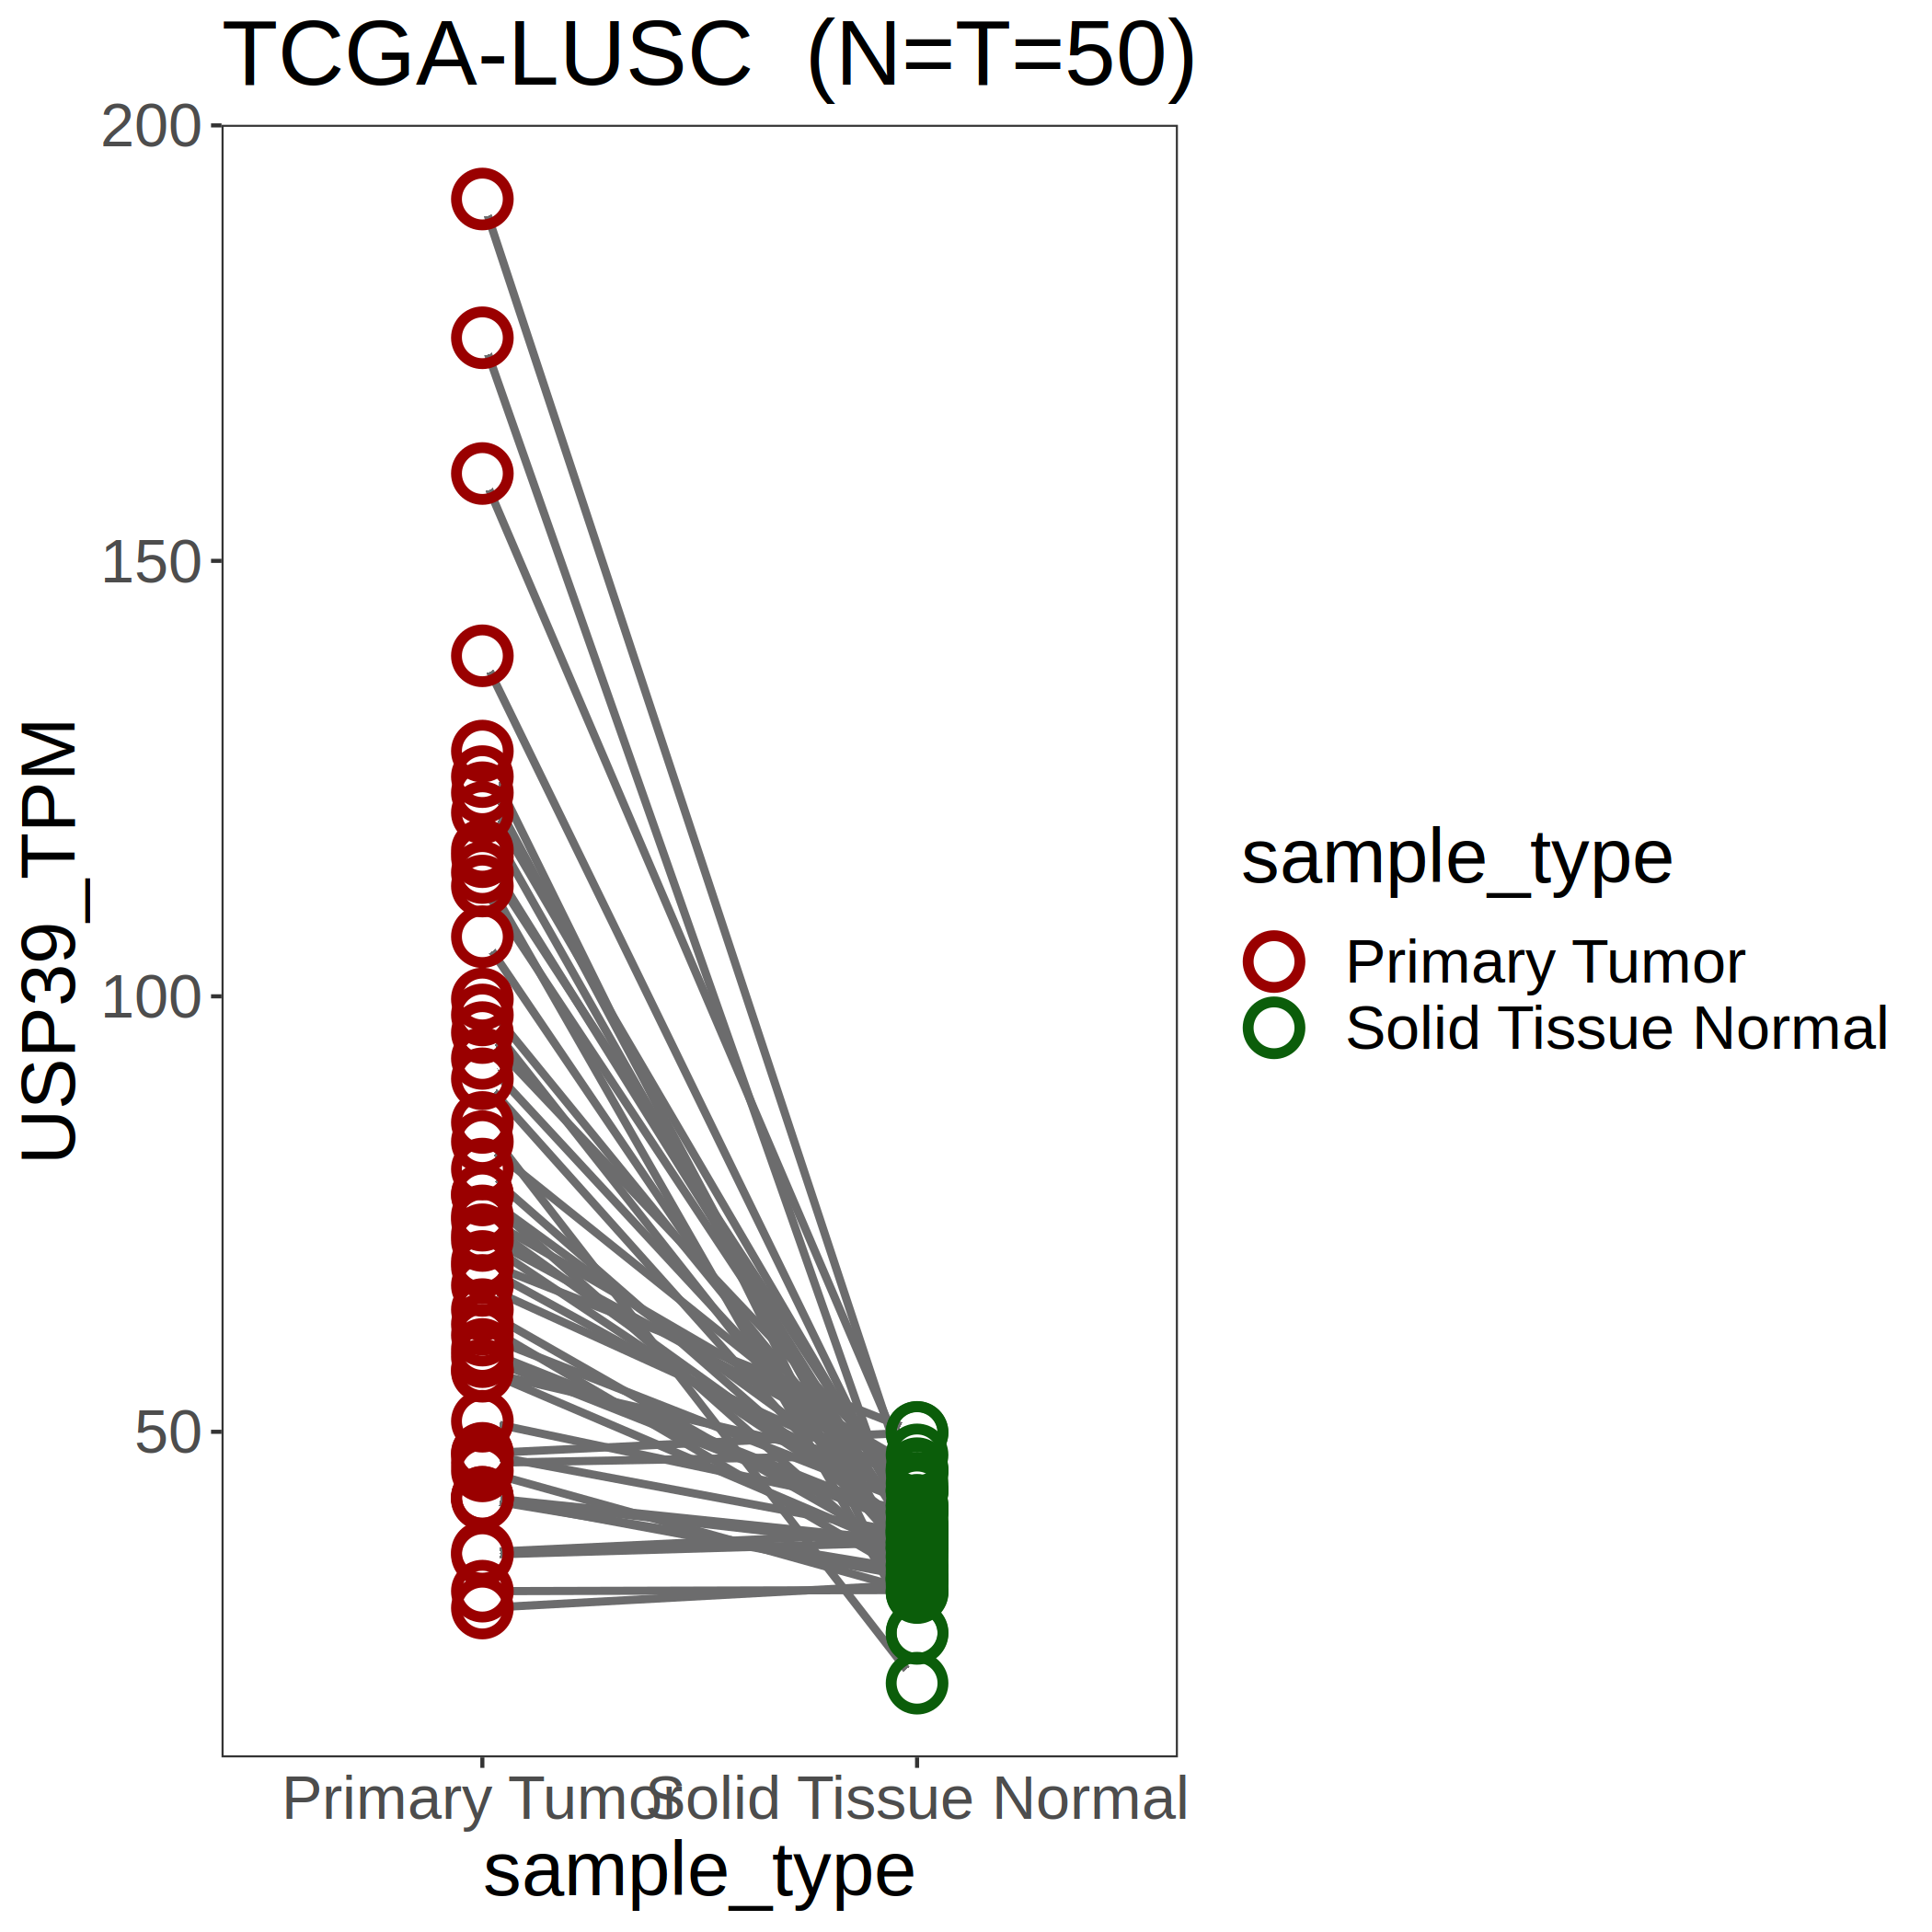 TCGA-LUSC  (N=T=50)
200
150
100
50
USP39_TPM
Primary Tumor
Solid Tissue Normal
sample_type
sample_type
Primary Tumor
Solid Tissue Normal